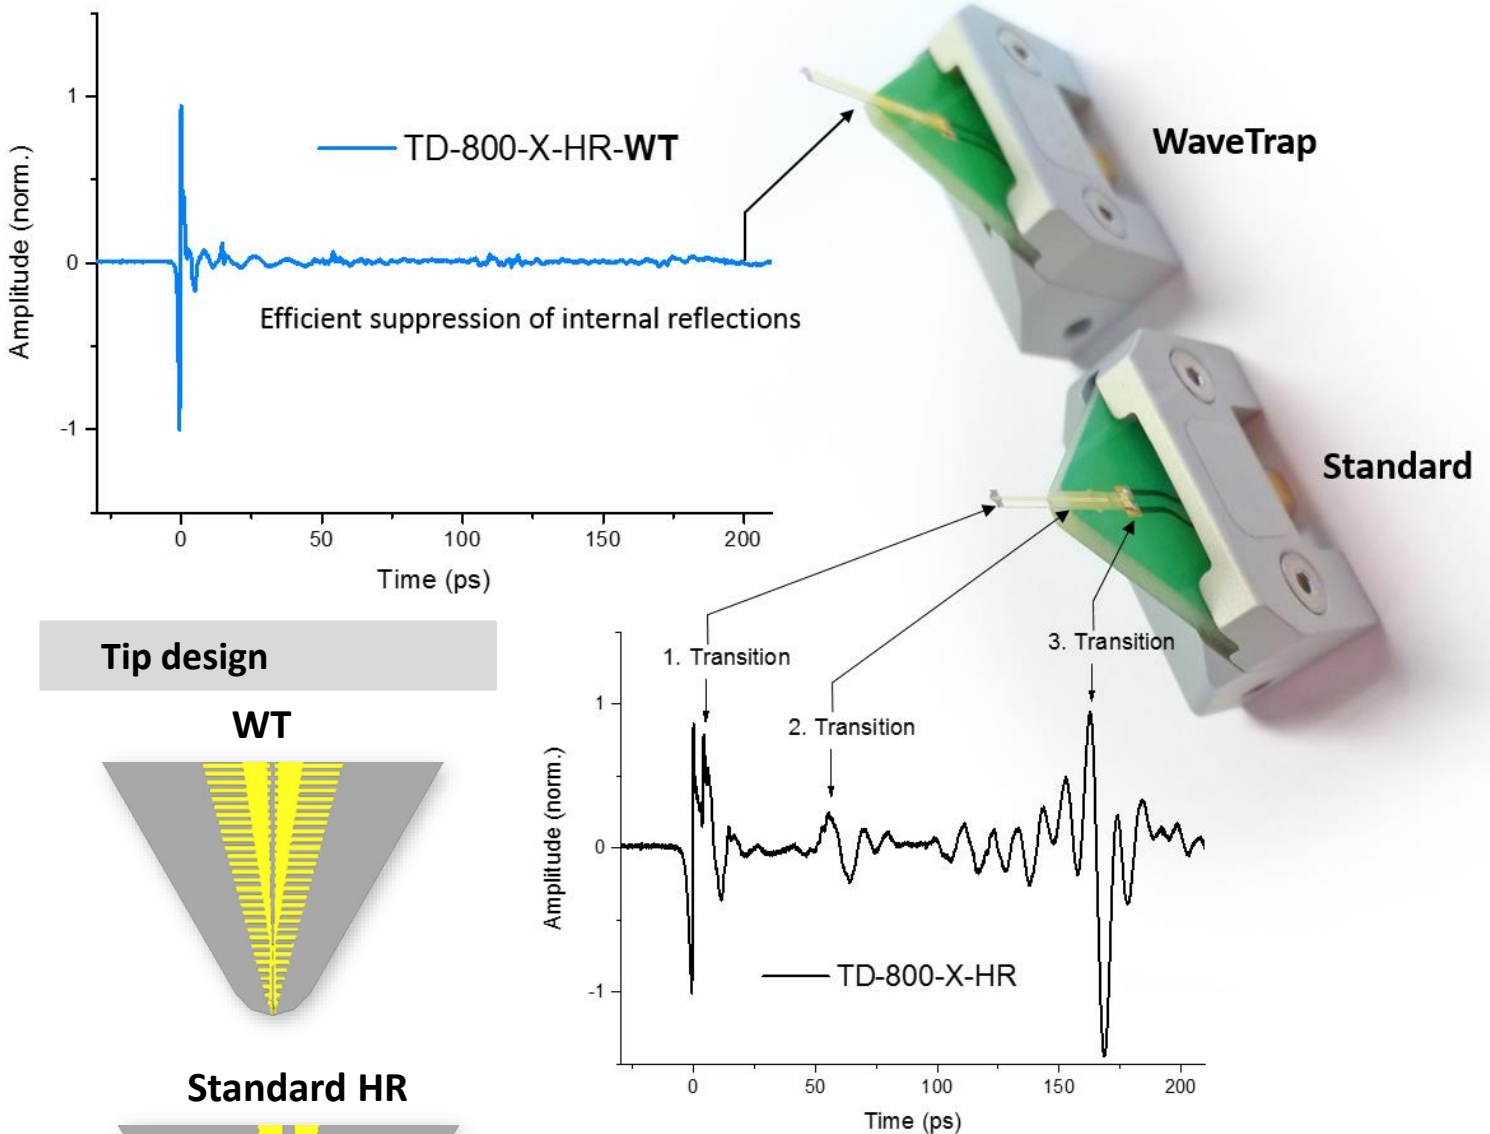 1
0
-1
Amplitude (norm.)
TD-800-X-HR-WT
Efficient suppression of internal reflections
0
50
100
150
200
Time (ps)
WaveTrap
Standard
Tip design
WT
Standard HR
1. Transition
2. Transition
3. Transition
1
0
-1
Amplitude (norm.)
TD-800-X-HR
0
50
100
150
200
Time (ps)